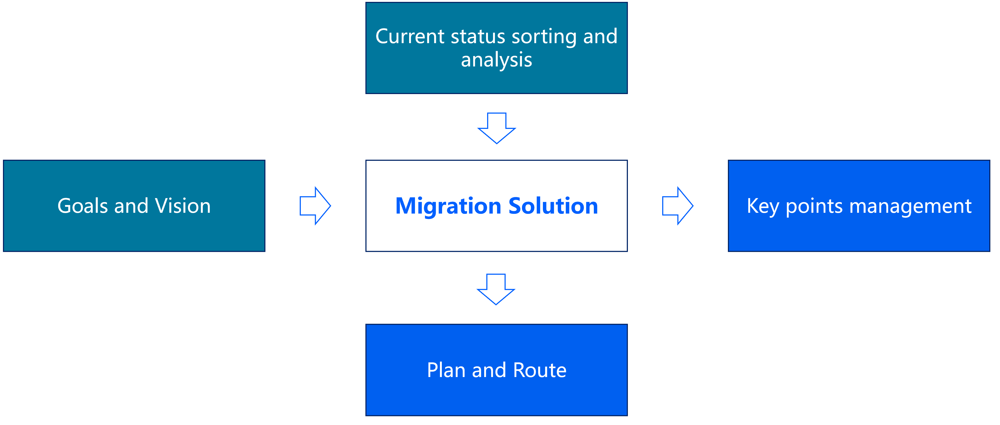 Current status sorting and
analysis
Goals and Vision
Migration Solution
Key points management
Plan and Route